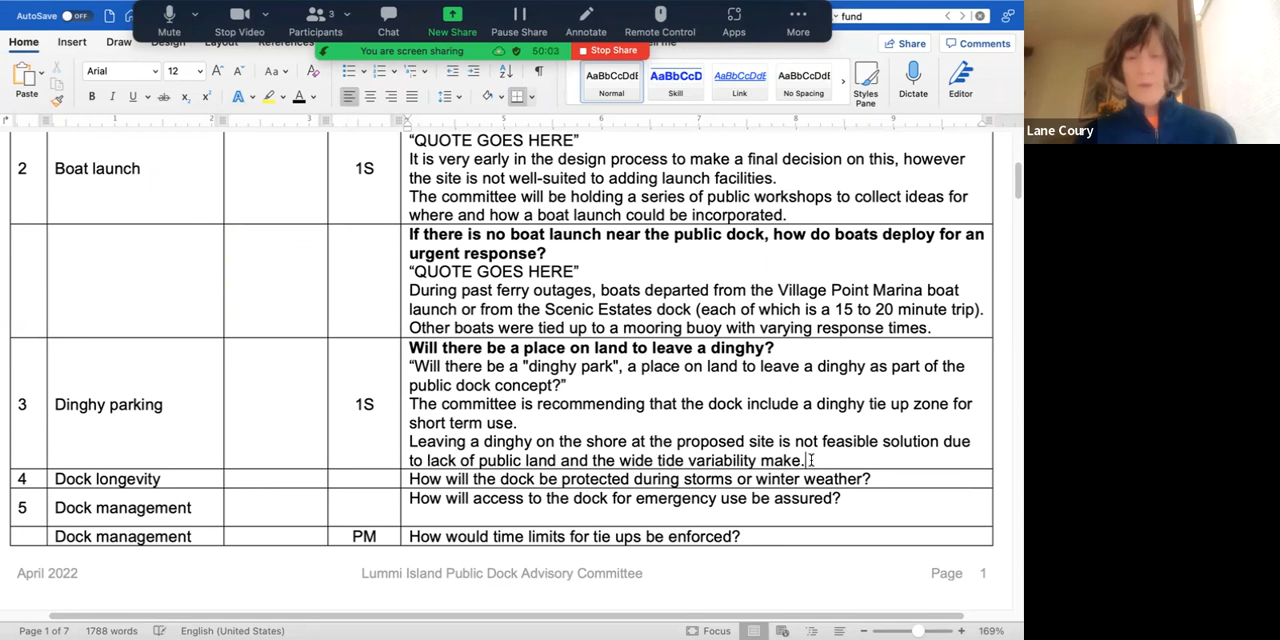 AutoSave OFF
fund
Mute
Stop Video
3
Participants
Chat
New Share
Pause Share
Annotate
Remote Control
Apps
More
You are screen sharing
50:03
Stop Share
Home
Insert
Draw
Share
Comments
Paste
Arial
12
Aa
AaBbCcDdE
Normal
AaBbCcD
Skill
AaBbCcDdE
Link
AaBbCcDdE
No Spacing
Styles Pane
Dictate
Editor
1 2 3 5 6 7 8 9
Lane Coury
2 Boat launch 1S
“QUOTE GOES HERE”
It is very early in the design process to make a final decision on this, however
the site is not well-suited to adding launch facilities.
The committee will be holding a series of public workshops to collect ideas for
where and how a boat launch could be incorporated.
If there is no boat launch near the public dock, how do boats deploy for an
urgent response?
“QUOTE GOES HERE”
During past ferry outages, boats departed from the Village Point Marina boat
launch or from the Scenic Estates dock (each of which is a 15 to 20 minute trip).
Other boats were tied up to a mooring buoy with varying response times.
3 Dinghy parking 1S
Will there be a place on land to leave a dinghy?
“Will there be a "dinghy park", a place on land to leave a dinghy as part of the
public dock concept?”
The committee is recommending that the dock include a dinghy tie up zone for
short term use.
Leaving a dinghy on the shore at the proposed site is not feasible solution due
to lack of public land and the wide tide variability make.
4 Dock longevity How will the dock be protected during storms or winter weather?
5 Dock management How will access to the dock for emergency use be assured?
Dock management PM How would time limits for tie ups be enforced?
April 2022 Lummi Island Public Dock Advisory Committee Page 1
Page 1 of 7 1788 words English (United States) Focus 169%